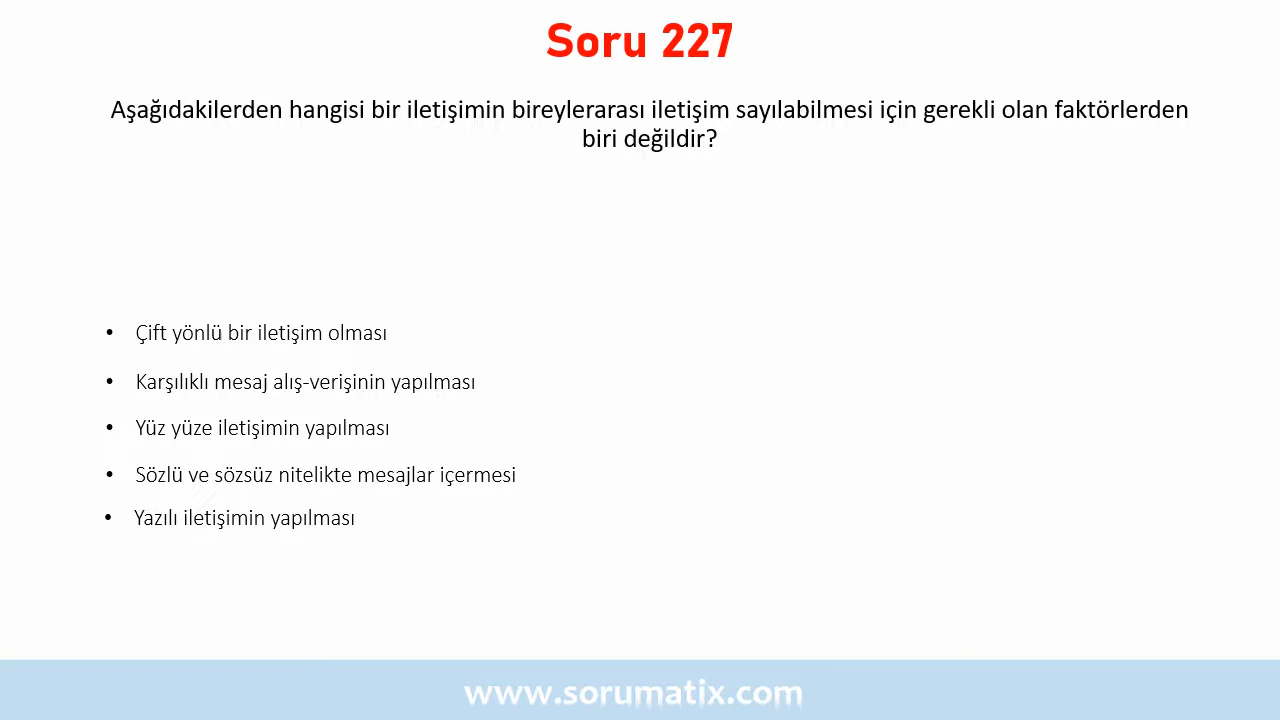 Soru 227
Aşağıdakilerden hangisi bir iletişimin bireylerarası iletişim sayılabilmesi için gerekli olan faktörlerden
biri değildir?
• Çift yönlü bir iletişim olması
• Karşılıklı mesaj alış-verişinin yapılması
• Yüz yüze iletişimin yapılması
• Sözlü ve sözsüz nitelikte mesajlar içermesi
• Yazılı iletişimin yapılması
www.sorumatix.com